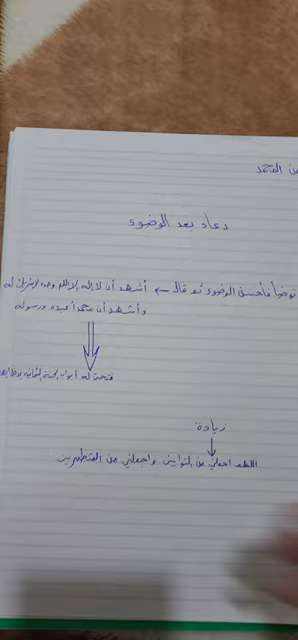 من
دعاء بعد الوضوء
توضأ فأحسن الوضوء ثم قال ← أشهد أن لا إله إلا الله وحده لا شريك له
وأشهد أن محمدا عبده ورسوله
فتحت له أبواب الجنة الثمانية
زيادة
اللهم اجعلني من التوابين واجعلني من المتطهرين